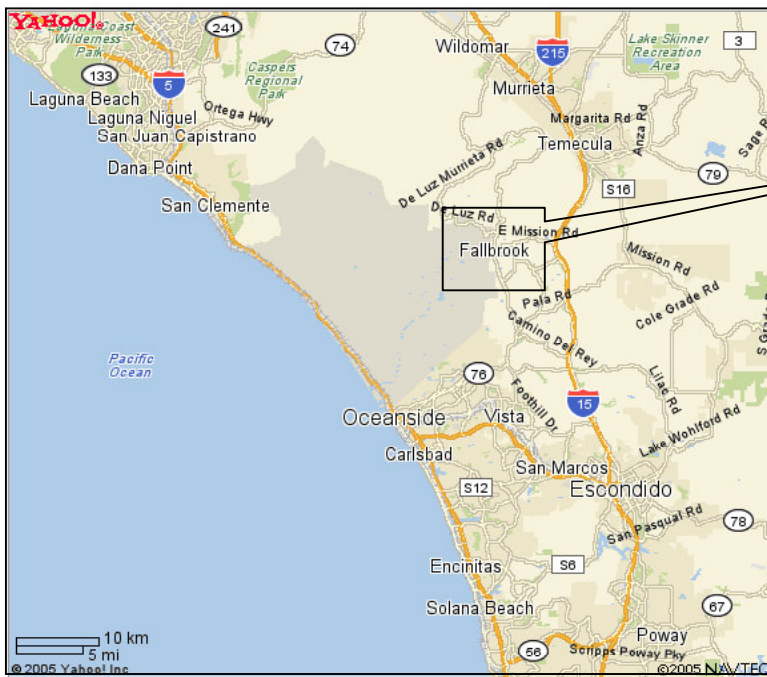 YAHOO!®
Laguna Coast
Wilderness
Park
241
74
Wildomar
215
Lake Skinner
Recreation
Area
3
133
5
Caspers
Regional
Park
Murrieta
Laguna Beach
Ortega Hwy
Laguna Niguel
San Juan Capistrano
Margarita Rd
Anza Rd
Temecula
Dana Point
De Luz Murrieta Rd
79
S16
San Clemente
De Luz Rd
E Mission Rd
Fallbrook
Mission Rd
Pala Rd
Cole Grade Rd
Camino Del Rey
Pacific
Ocean
76
Foothill Dr
Lilac Rd
15
Oceanside
Vista
Lake Wohlford Rd
Carlsbad
San Marcos
S12
Escondido
San Pasqual Rd
78
Encinitas
S6
Solana Beach
67
Poway
56
Scripps Poway Pky
10 km
5 mi
© 2005 Yahoo! Inc
©2005 NAVTEQ